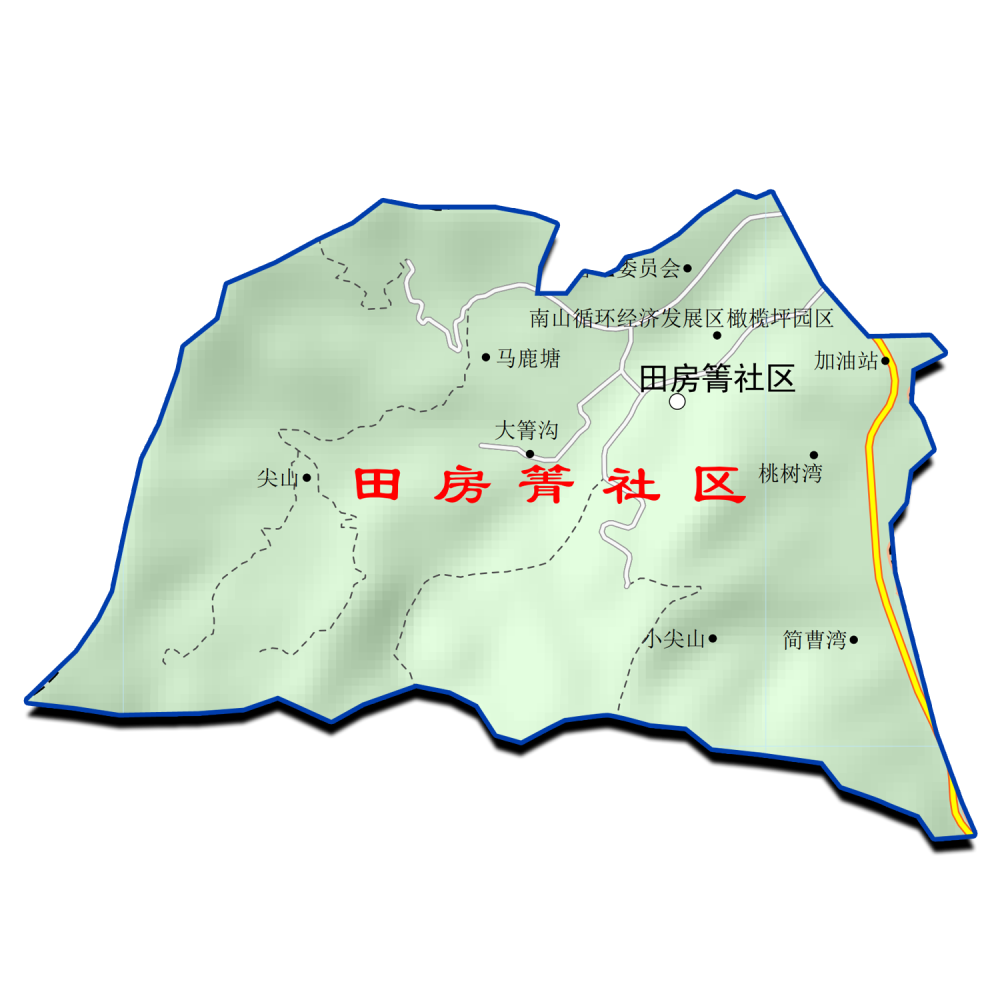 委员会
南山循环经济发展区橄榄坪园区
马鹿塘
加油站
田房箐社区
大箐沟
尖山
田房箐社区
桃树湾
小尖山
简曹湾